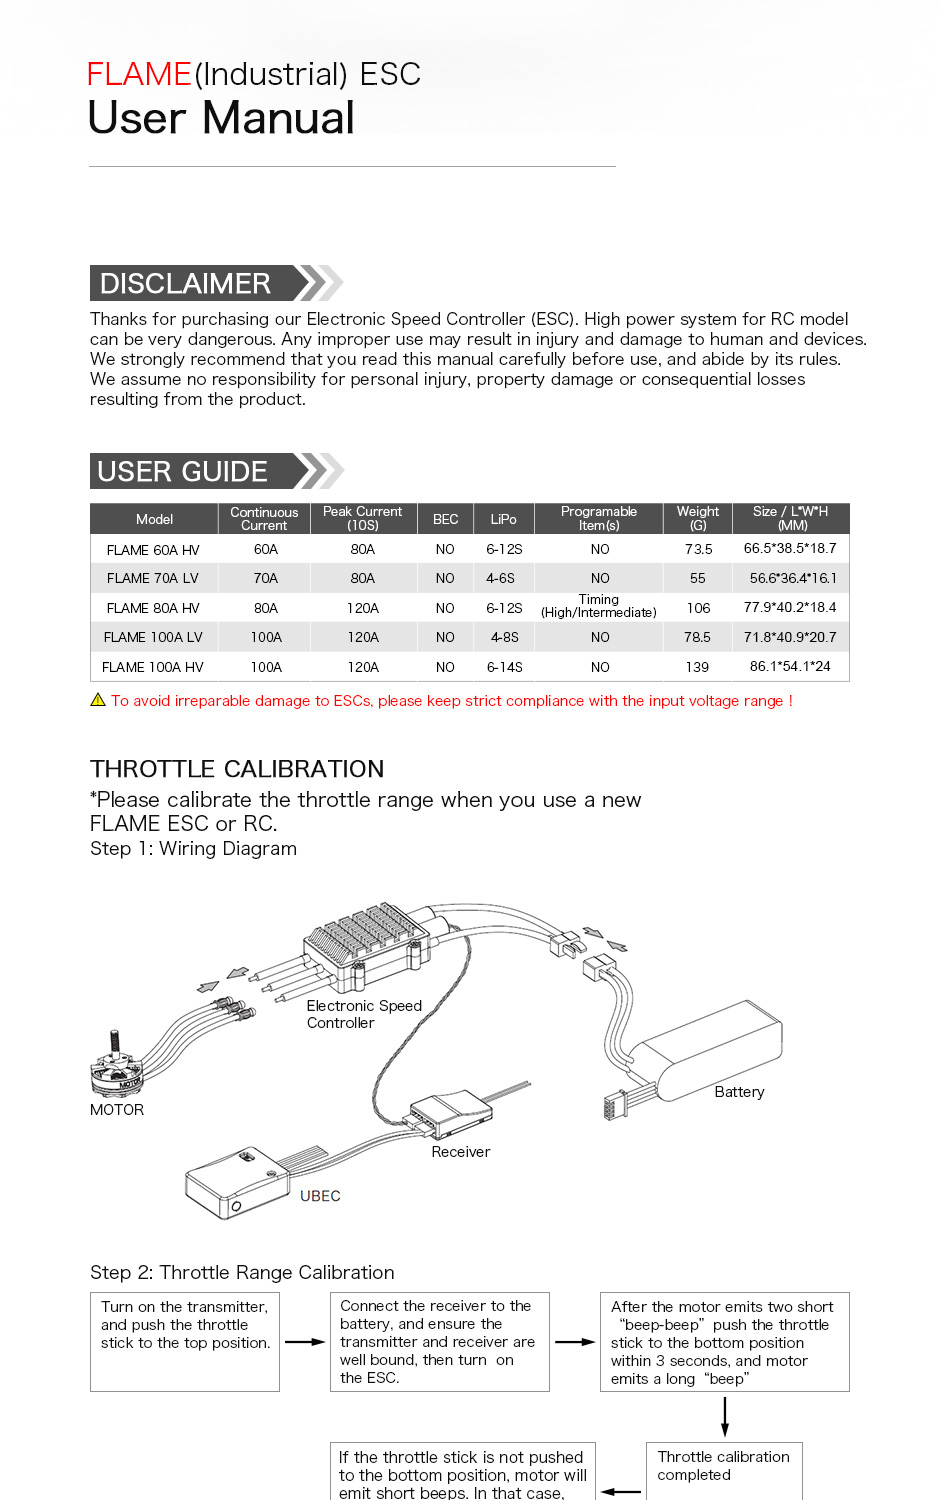 FLAME(Industrial) ESC
User Manual
DISCLAIMER
Thanks for purchasing our Electronic Speed Controller (ESC). High power system for RC model
can be very dangerous. Any improper use may result in injury and damage to human and devices.
We strongly recommend that you read this manual carefully before use, and abide by its rules.
We assume no responsibility for personal injury, property damage or consequential losses
resulting from the product.
USER GUIDE
Model Continuous Current Peak Current (10S) BEC LiPo Programable Item(s) Weight (G) Size / L*W*H (MM)
FLAME 60A HV 60A 80A NO 6-12S NO 73.5 66.5*38.5*18.7
FLAME 70A LV 70A 80A NO 4-6S NO 55 56.6*36.4*16.1
FLAME 80A HV 80A 120A NO 6-12S Timing (High/Intermediate) 106 77.9*40.2*18.4
FLAME 100A LV 100A 120A NO 4-8S NO 78.5 71.8*40.9*20.7
FLAME 100A HV 100A 120A NO 6-14S NO 139 86.1*54.1*24
To avoid irreparable damage to ESCs, please keep strict compliance with the input voltage range !
THROTTLE CALIBRATION
*Please calibrate the throttle range when you use a new
FLAME ESC or RC.
Step 1: Wiring Diagram
Electronic Speed
Controller
MOTOR
MOTOR
Battery
Receiver
UBEC
Step 2: Throttle Range Calibration
Turn on the transmitter,
and push the throttle
stick to the top position.
Connect the receiver to the
battery, and ensure the
transmitter and receiver are
well bound, then turn on
the ESC.
After the motor emits two short
“beep-beep” push the throttle
stick to the bottom position
within 3 seconds, and motor
emits a long “beep”
Throttle calibration
completed
If the throttle stick is not pushed
to the bottom position, motor will
emit short beeps. In that case,